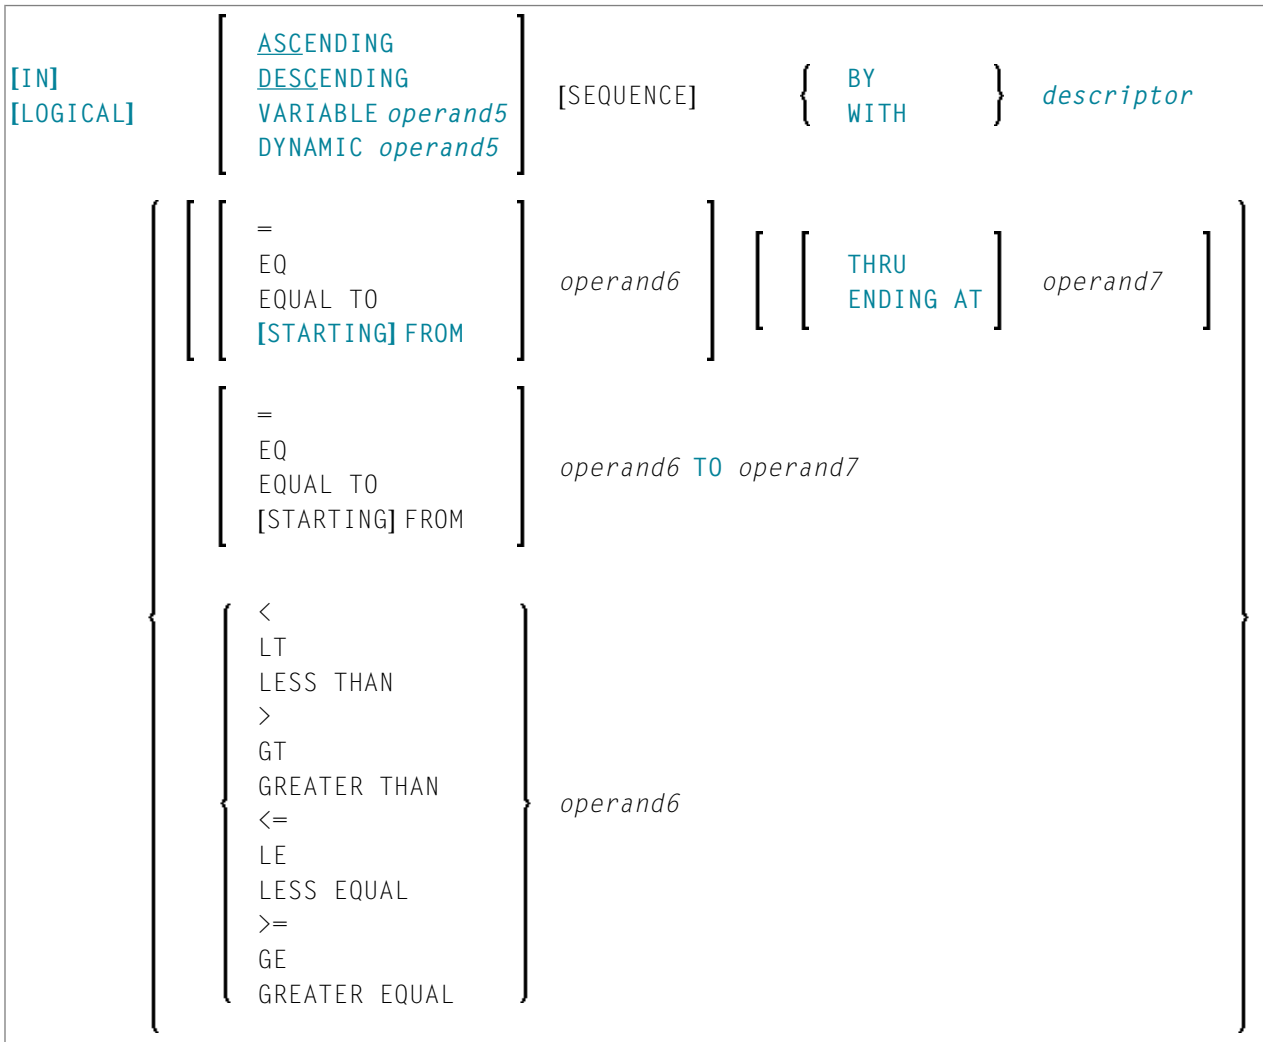 ASCENDING
[IN] DESCENDING [SEQUENCE] BY descriptor
[LOGICAL] VARIABLE operand5 WITH
DYNAMIC operand5
=
EQ THRU
EQUAL TO operand6 ENDING AT operand7
[STARTING] FROM
=
EQ
EQUAL TO operand6 TO operand7
[STARTING] FROM
<
LT
LESS THAN
>
GT
GREATER THAN
<= operand6
LE
LESS EQUAL
>=
GE
GREATER EQUAL